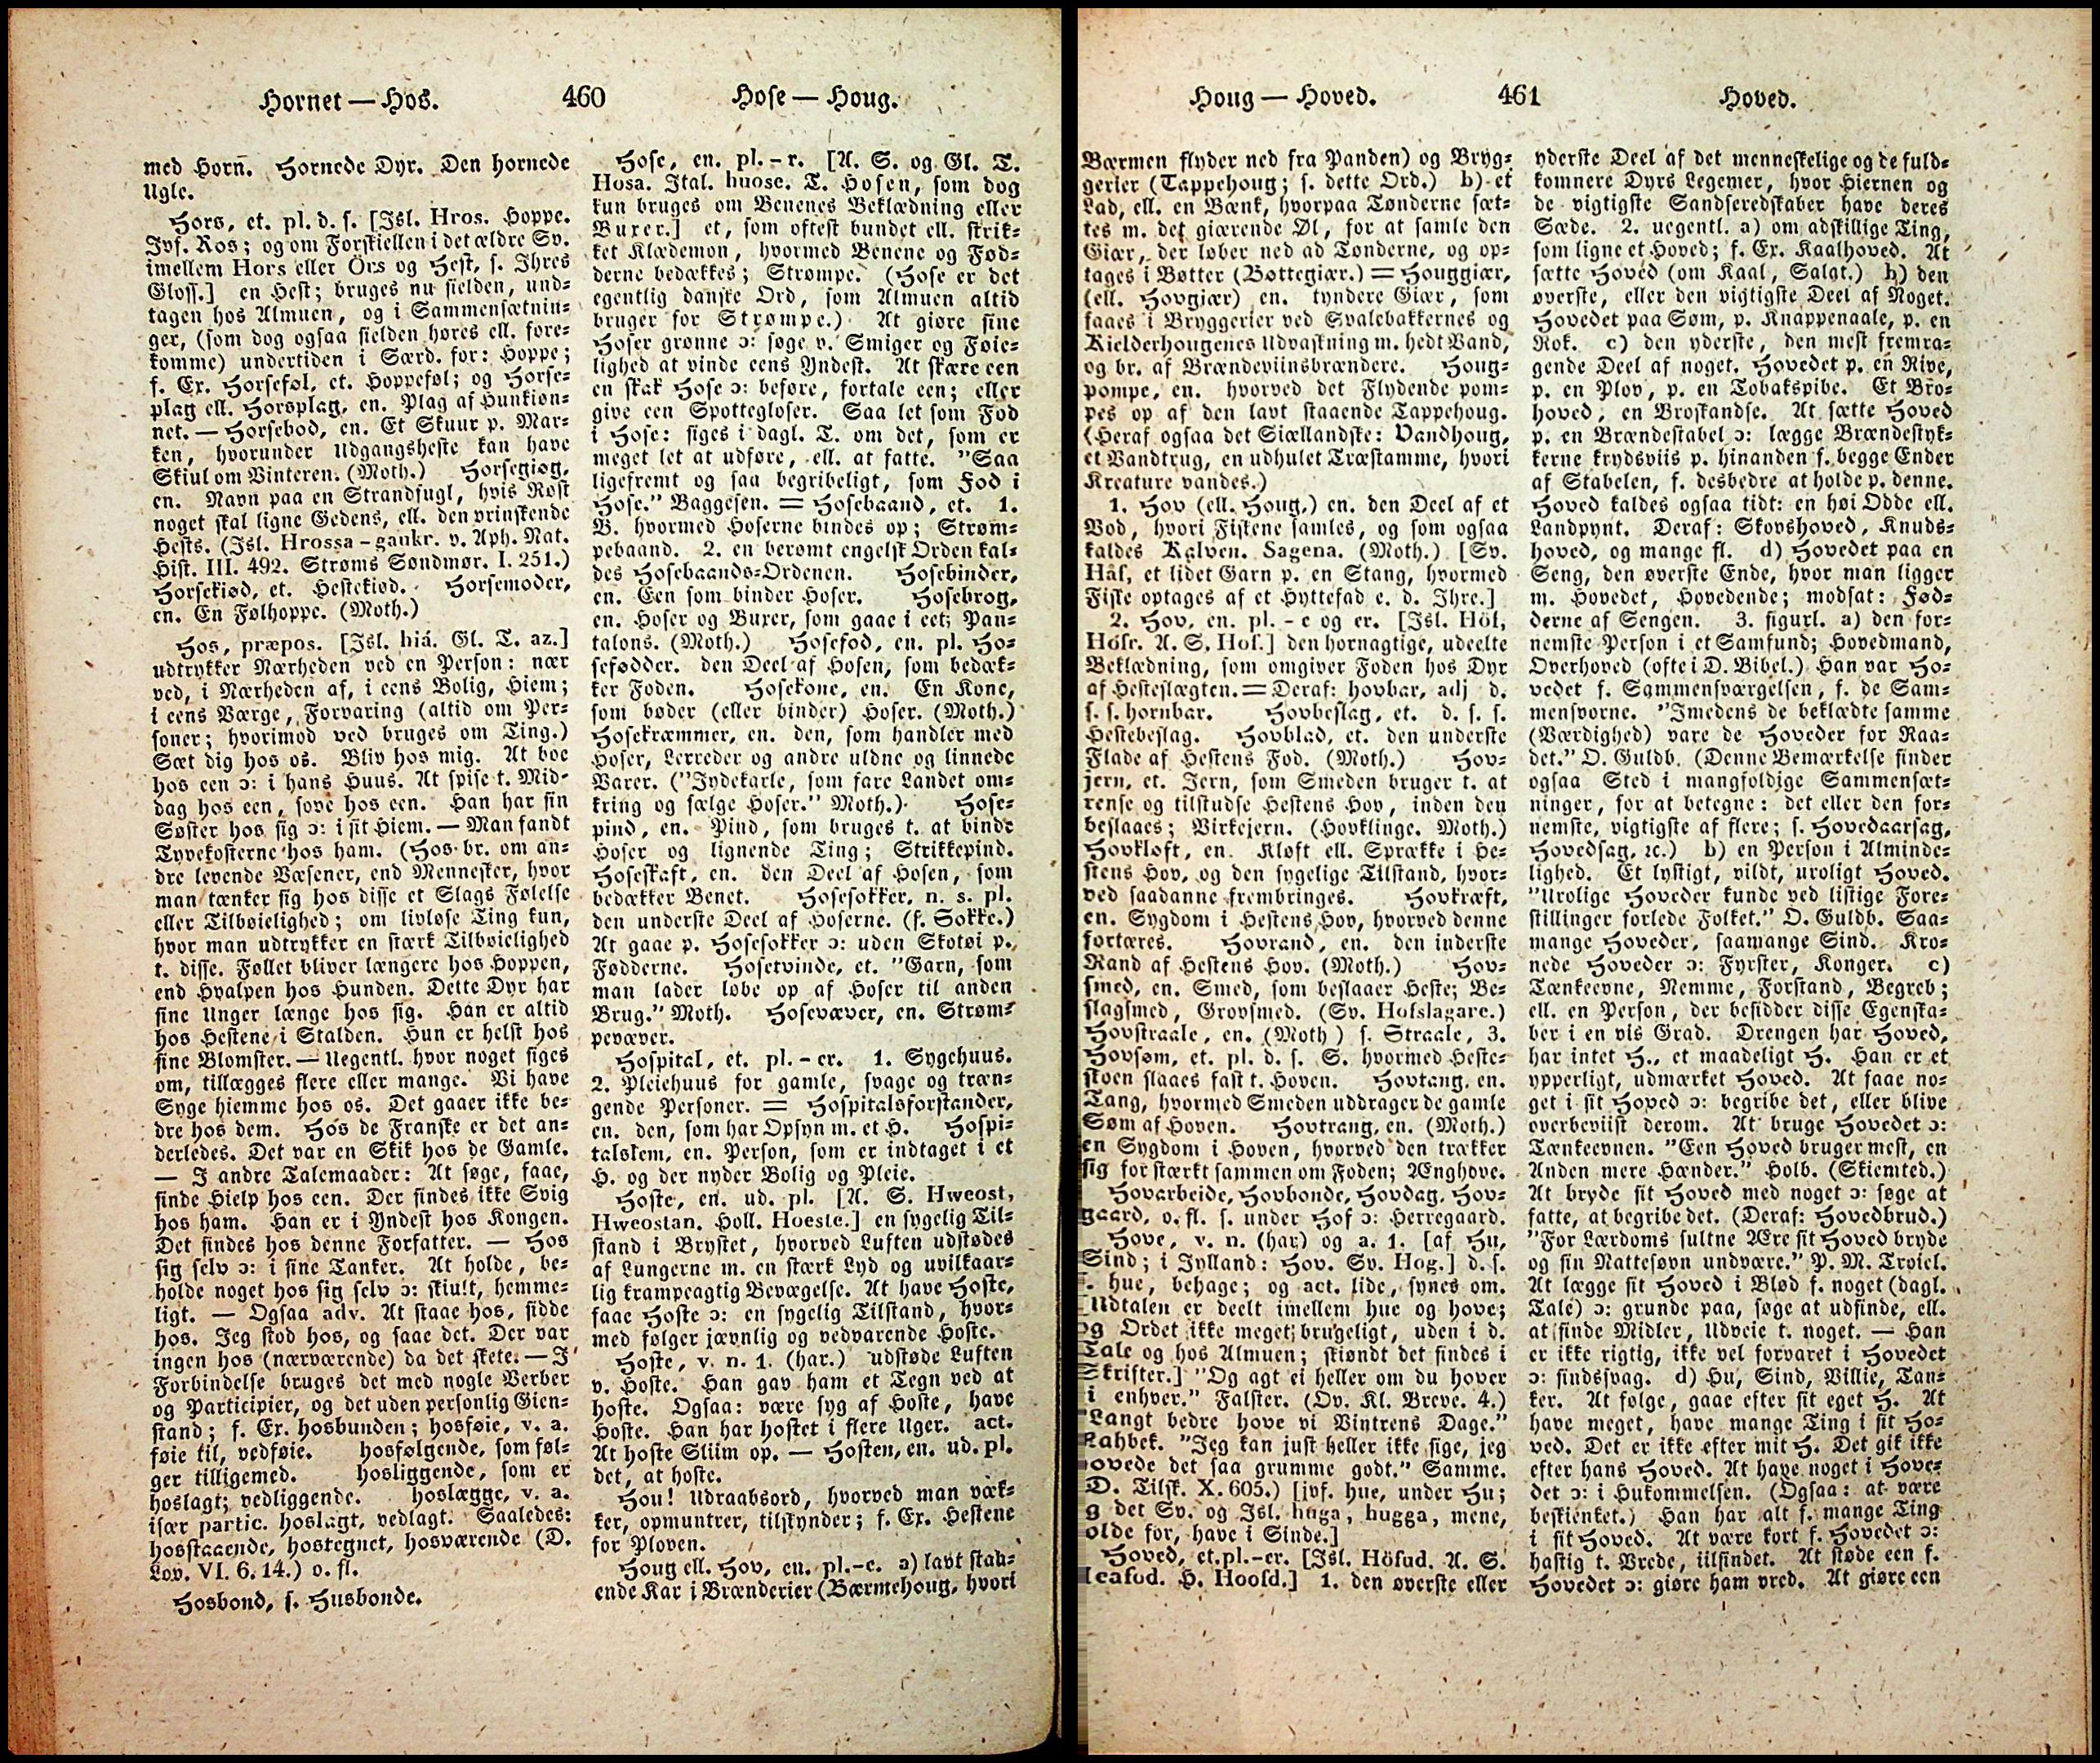 Hornet — Hos.
460
Hose — Houg.
med Horn. Hornede Dyr. Den hornede
Ugle.
Hors, et. pl. d. s. [Isl. Hros. Hoppe.
Jvf. Ros; og om Forskiellen i det ældre Sv.
imellem Hors eller Örs og Hest, s. Ihres
Gloss.] en Hest; bruges nu sielden, und-
tagen hos Almuen, og i Sammensætnin-
ger, (som dog ogsaa sielden høres ell. fore-
komme) undertiden i Særd. for: Hoppe;
f. Ex. Horseføl, et. Hoppeføl; og Horse-
plag ell. Horsplag, en. Plag af Hunkiøn-
net. — Horsebod, en. Et Skuur p. Mar-
ken, hvorunder Udgangsheste kan have
Skiul om Vinteren. (Moth.) Horsegiøg,
en. Navn paa en Strandfugl, hvis Røst
noget skal ligne Gedens, ell. den vrinskende
Hests. (Isl. Hrossa-gaukr. v. Aph. Nat.
Hist. III. 492. Strøms Søndmør. I. 251.)
Horsekiød, et. Hestekiød. Horsemoder,
en. En Følhoppe. (Moth.)
Hos, præpos. [Isl. hiá. Gl. T. az.]
udtrykker Nærheden ved en Person: nær
ved, i Nærheden af, i eens Bolig, Hiem;
i eens Værge, Forvaring (altid om Per-
soner; hvorimod ved bruges om Ting.)
Sæt dig hos os. Bliv hos mig. At boe
hos een ɔ: i hans Huus. At spise t. Mid-
dag hos een, sove hos een. Han har sin
Søster hos sig ɔ: i sit Hiem. — Man fandt
Tyvekosterne hos ham. (Hos br. om an-
dre levende Væsener, end Mennesker, hvor
man tænker sig hos disse et Slags Følelse
eller Tilbøielighed; om livløse Ting kun,
hvor man udtrykker en stærk Tilbøielighed
t. disse. Føllet bliver længere hos Hoppen,
end Hvalpen hos Hunden. Dette Dyr har
sine Unger længe hos sig. Han er altid
hos Hestene i Stalden. Hun er helst hos
sine Blomster. — Uegentl. hvor noget siges
om, tillægges flere eller mange. Vi have
Syge hiemme hos os. Det gaaer ikke be-
dre hos dem. Hos de Franske er det an-
derledes. Det var en Skik hos de Gamle.
— I andre Talemaader: At søge, faae,
finde Hielp hos een. Der findes ikke Svig
hos ham. Han er i Yndest hos Kongen.
Det findes hos denne Forfatter. — Hos
sig selv ɔ: i sine Tanker. At holde, be-
holde noget hos sig selv ɔ: skiult, hemme-
ligt. — Ogsaa adv. At staae hos, sidde
hos. Jeg stod hos, og saae det. Der var
ingen hos (nærværende) da det skete. — I
Forbindelse bruges det med nogle Verber
og Participier, og det uden personlig Gien-
stand; f. Ex. hosbunden; hosføie, v. a.
føie til, vedføie. hosfølgende, som føl-
ger tilligemed. hosliggende, som er
hoslagt; vedliggende. hoslægge, v. a.
især partic. hoslagt, vedlagt. Saaledes:
hosstaaende, hostegnet, hosværende (D.
Lov. VI. 6. 14.) o. fl.
Hosbond, s. Husbonde.
Hose, en. pl. -r. [A. S. og Gl. T.
Hosa. Ital. huose. T. Hosen, som dog
kun bruges om Benenes Beklædning eller
Buxer.] et, som oftest bundet ell. strik-
ket Klædemon, hvormed Benene og Fød-
derne bedækkes; Strømpe. (Hose er det
egentlig danske Ord, som Almuen altid
bruger for Strømpe.) At giøre sine
Hoser grønne ɔ: søge v. Smiger og Føie-
lighed at vinde eens Yndest. At skære een
en skak Hose ɔ: beføre, fortale een; eller
give een Spottegloser. Saa let som Fod
i Hose: siges i dagl. T. om det, som er
meget let at udføre, ell. at fatte. "Saa
ligefremt og saa begribeligt, som Fod i
Hose." Baggesen. = Hosebaand, et. 1.
B. hvormed Hoserne bindes op; Strøm-
pebaand. 2. en berømt engelsk Orden kal-
des Hosebaands-Ordenen. Hosebinder,
en. Een som binder Hoser. Hosebrog,
en. Hoser og Buxer, som gaae i eet; Pan-
talons. (Moth.) Hosefod, en. pl. Ho-
sefødder. den Deel af Hosen, som bedæk-
ker Foden. Hosekone, en. En Kone,
som bøder (eller binder) Hoser. (Moth.)
Hosekræmmer, en. den, som handler med
Hoser, Lerreder og andre uldne og linnede
Varer. ("Jydekarle, som fare Landet om-
kring og sælge Hoser." Moth.) Hose-
pind, en. Pind, som bruges t. at binde
Hoser og lignende Ting; Strikkepind.
Hoseskaft, en. den Deel af Hosen, som
bedækker Benet. Hosesokker, n. s. pl.
den underste Deel af Hoserne. (s. Sokke.)
At gaae p. Hosesokker ɔ: uden Skotøi p.
Fødderne. Hosetvinde, et. "Garn, som
man lader løbe op af Hoser til anden
Brug." Moth. Hosevæver, en. Strøm-
pevæver.
Hospital, et. pl. -er. 1. Sygehuus.
2. Pleiehuus for gamle, svage og træn-
gende Personer. = Hospitalsforstander,
en. den, som har Opsyn m. et H. Hospi-
talslem, en. Person, som er indtaget i et
H. og der nyder Bolig og Pleie.
Hoste, en. ud. pl. [A. S. Hweost,
Hweostan. Holl. Hoeste.] en sygelig Til-
stand i Brystet, hvorved Luften udstødes
af Lungerne m. en stærk Lyd og uvilkaar-
lig krampeagtig Bevægelse. At have Hoste,
faae Hoste ɔ: en sygelig Tilstand, hvor-
med følger jævnlig og vedvarende Hoste.
Hoste, v. n. 1. (har.) udstøde Luften
v. Hoste. Han gav ham et Tegn ved at
hoste. Ogsaa: være syg af Hoste, have
Hoste. Han har hostet i flere Uger. act.
At hoste Sliim op. — Hosten, en. ud. pl.
det, at hoste.
Hou! Udraabsord, hvorved man væk-
ker, opmuntrer, tilskynder; f. Ex. Hestene
for Ploven.
Houg ell. Hov, en. pl. -e. a) lavt staa-
ende Kar i Brænderier (Bærmehoug, hvori
Houg — Hoved.
461
Hoved.
Bærmen flyder ned fra Panden) og Bryg-
gerier (Tappehoug; s. dette Ord.) b) et
Lad, ell. en Bænk, hvorpaa Tønderne sæt-
tes m. det giærende Øl, for at samle den
Giær, der løber ned ad Tønderne, og op-
tages i Bøtter (Bøttegiær.) = Houggiær,
(ell. Hovgiær) en. tyndere Giær, som
faaes i Bryggerier ved Svalebakkernes og
Kielderhougenes Udvaskning m. hedt Vand,
og br. af Brændeviinsbrændere. Houg-
pompe, en. hvorved det Flydende pom-
pes op af den lavt staaende Tappehoug.
(Heraf ogsaa det Siællandske: Vandhoug,
et Vandtrug, en udhulet Træstamme, hvori
Kreature vandes.)
1. Hov (ell. Houg,) en. den Deel af et
Vod, hvori Fiskene samles, og som ogsaa
kaldes Kalven. Sagena. (Moth.) [Sv.
Håf, et lidet Garn p. en Stang, hvormed
Fiske optages af et Hyttefad e. d. Ihre.]
2. Hov, en. pl. -e og er. [Isl. Hóf,
Hófr. A. S. Hof.] den hornagtige, udeelte
Beklædning, som omgiver Foden hos Dyr
af Hesteslægten. = Deraf: hovbar, adj d.
s. s. hornbar. Hovbeslag, et. d. s. s.
Hestebeslag. Hovblad, et. den underste
Flade af Hestens Fod. (Moth.) Hov-
jern, et. Jern, som Smeden bruger t. at
rense og tilstudse Hestens Hov, inden den
beslaaes; Virkejern. (Hovklinge. Moth.)
Hovkløft, en. Kløft ell. Sprække i He-
stens Hov, og den sygelige Tilstand, hvor-
ved saadanne frembringes. Hovkræft,
en. Sygdom i Hestens Hov, hvorved denne
fortæres. Hovrand, en. den inderste
Rand af Hestens Hov. (Moth.) Hov-
smed, en. Smed, som beslaaer Heste; Be-
slagsmed, Grovsmed. (Sv. Hofslagare.)
Hovstraale, en. (Moth) s. Straale, 3.
Hovsøm, et. pl. d. s. S. hvormed Heste-
skoen slaaes fast t. Hoven. Hovtang, en.
Tang, hvormed Smeden uddrager de gamle
Søm af Hoven. Hovtrang, en. (Moth.)
en Sygdom i Hoven, hvorved den trækker
sig for stærkt sammen om Foden; Ænghove.
Hovarbeide, Hovbonde, Hovdag, Hov-
gaard, o. fl. s. under Hof ɔ: Herregaard.
Hove, v. n. (har) og a. 1. [af Hu,
Sind; i Jylland: Hov. Sv. Hog.] d. s.
hue, behage; og act. lide, synes om.
Udtalen er deelt imellem hue og hove;
og Ordet ikke meget brugeligt, uden i d.
Tale og hos Almuen; skiøndt det findes i
Skrifter.] "Og agt ei heller om du hover
i enhver." Falster. (Ov. Kl. Breve. 4.)
"Langt bedre hove vi Vintrens Dage."
Rahbek. "Jeg kan just heller ikke sige, jeg
hovede det saa grumme godt." Samme.
D. Tilsk. X. 605.) [jvf. hue, under Hu;
g det Sv. og Isl. huga, hugga, mene,
olde for, have i Sinde.]
Hoved, et. pl. -er. [Isl. Höfud. A. S.
Heafod. H. Hoofd.] 1. den øverste eller
yderste Deel af det menneskelige og de fuld-
komnere Dyrs Legemer, hvor Hiernen og
de vigtigste Sandseredskaber have deres
Sæde. 2. uegentl. a) om adskillige Ting,
som ligne et Hoved; f. Ex. Kaalhoved. At
sætte Hoved (om Kaal, Salat.) b) den
øverste, eller den vigtigste Deel af Noget.
Hovedet paa Søm, p. Knappenaale, p. en
Rok. c) den yderste, den mest fremra-
gende Deel af noget. Hovedet p. en Rive,
p. en Plov, p. en Tobakspibe. Et Bro-
hoved, en Broskandse. At sætte Hoved
p. en Brændestabel ɔ: lægge Brændestyk-
kerne krydsviis p. hinanden f. begge Ender
af Stabelen, f. desbedre at holde p. denne.
Hoved kaldes ogsaa tidt: en høi Odde ell.
Landpynt. Deraf: Skovshoved, Knuds-
hoved, og mange fl. d) Hovedet paa en
Seng, den øverste Ende, hvor man ligger
m. Hovedet, Hovedende; modsat: Fød-
derne af Sengen. 3. figurl. a) den for-
nemste Person i et Samfund; Hovedmand,
Overhoved (ofte i D. Bibel.) Han var Ho-
vedet f. Sammensværgelsen, f. de Sam-
mensvorne. "Imedens de beklædte samme
(Værdighed) vare de Hoveder for Raa-
det." O. Guldb. (Denne Bemærkelse finder
ogsaa Sted i mangfoldige Sammensæt-
ninger, for at betegne: det eller den for-
nemste, vigtigste af flere; s. Hovedaarsag,
Hovedsag, ꝛc.) b) en Person i Alminde-
lighed. Et lystigt, vildt, uroligt Hoved.
"Urolige Hoveder kunde ved listige Fore-
stillinger forlede Folket." O. Guldb. Saa-
mange Hoveder, saamange Sind. Kro-
nede Hoveder ɔ: Fyrster, Konger. c)
Tænkeevne, Nemme, Forstand, Begreb;
ell. en Person, der besidder disse Egenska-
ber i en vis Grad. Drengen har Hoved,
har intet H., et maadeligt H. Han er et
ypperligt, udmærket Hoved. At faae no-
get i sit Hoved ɔ: begribe det, eller blive
overbeviist derom. At bruge Hovedet ɔ:
Tænkeevnen. "Een Hoved bruger mest, en
Anden mere Hænder." Holb. (Skiemted.)
At bryde sit Hoved med noget ɔ: søge at
fatte, at begribe det. (Deraf: Hovedbrud.)
"For Lærdoms sultne Ære sit Hoved bryde
og sin Nattesøvn undvære." P. M. Troiel.
At lægge sit Hoved i Blød f. noget (dagl.
Tale) ɔ: grunde paa, søge at udfinde, ell.
at finde Midler, Udveie t. noget. — Han
er ikke rigtig, ikke vel forvaret i Hovedet
ɔ: sindssvag. d) Hu, Sind, Villie, Tan-
ker. At følge, gaae efter sit eget H. At
have meget, have mange Ting i sit Ho-
ved. Det er ikke efter mit H. Det gik ikke
efter hans Hoved. At have noget i Hove-
det ɔ: i Hukommelsen. (Ogsaa: at være
beskienket.) Han har alt f. mange Ting
i sit Hoved. At være kort f. Hovedet ɔ:
hastig t. Vrede, iilsindet. At støde een f.
Hovedet ɔ: giøre ham vred. At giøre een